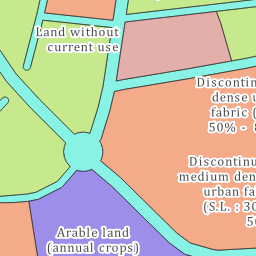 Land without
current use
Discontin
dense u
fabric (
50% - 8
Discontinu
medium den
urban fa
(S.L. : 30
50
Arable land
(annual crops)